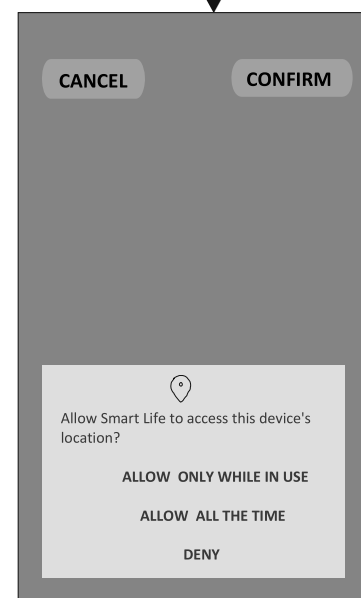 CANCEL
CONFIRM
Allow Smart Life to access this device's
location?
ALLOW ONLY WHILE IN USE
ALLOW ALL THE TIME
DENY